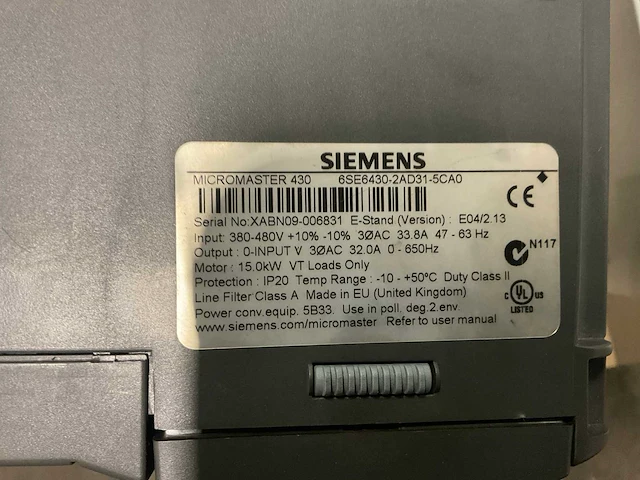 SIEMENS
MICROMASTER 430 6SE6430-2AD31-5CA0
CE
Serial No:XABN09-006831 E-Stand (Version) : E04/2.13
Input: 380-480V +10% -10% 3ØAC 33.8A 47 - 63 Hz
Output : 0-INPUT V 3ØAC 32.0A 0 - 650Hz
N117
Motor : 15.0kW VT Loads Only
Protection : IP20 Temp Range : -10 - +50°C Duty Class II
Line Filter Class A Made in EU (United Kingdom)
C UL US
LISTED
Power conv.equip. 5B33. Use in poll. deg.2.env.
www.siemens.com/micromaster Refer to user manual